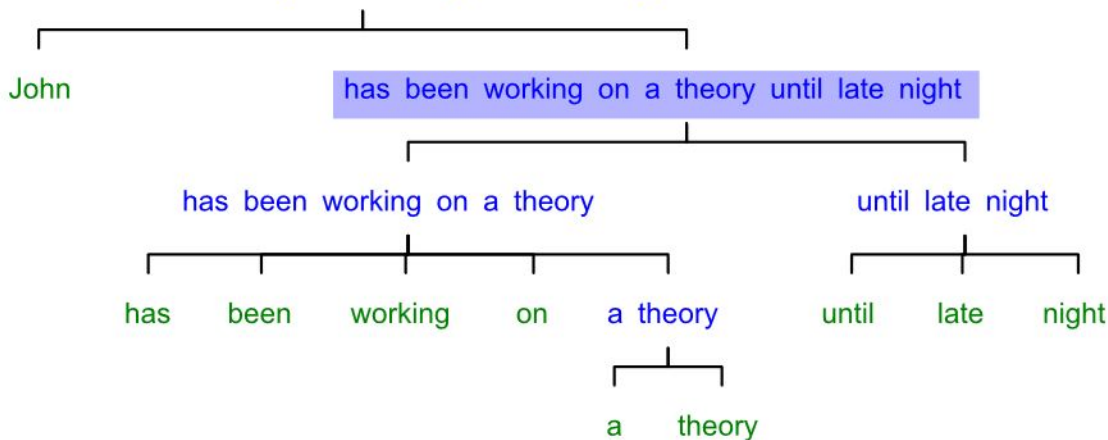 John has been working on a theory until late night
has been working on a theory until late night
has been working on a theory until late night
a theory